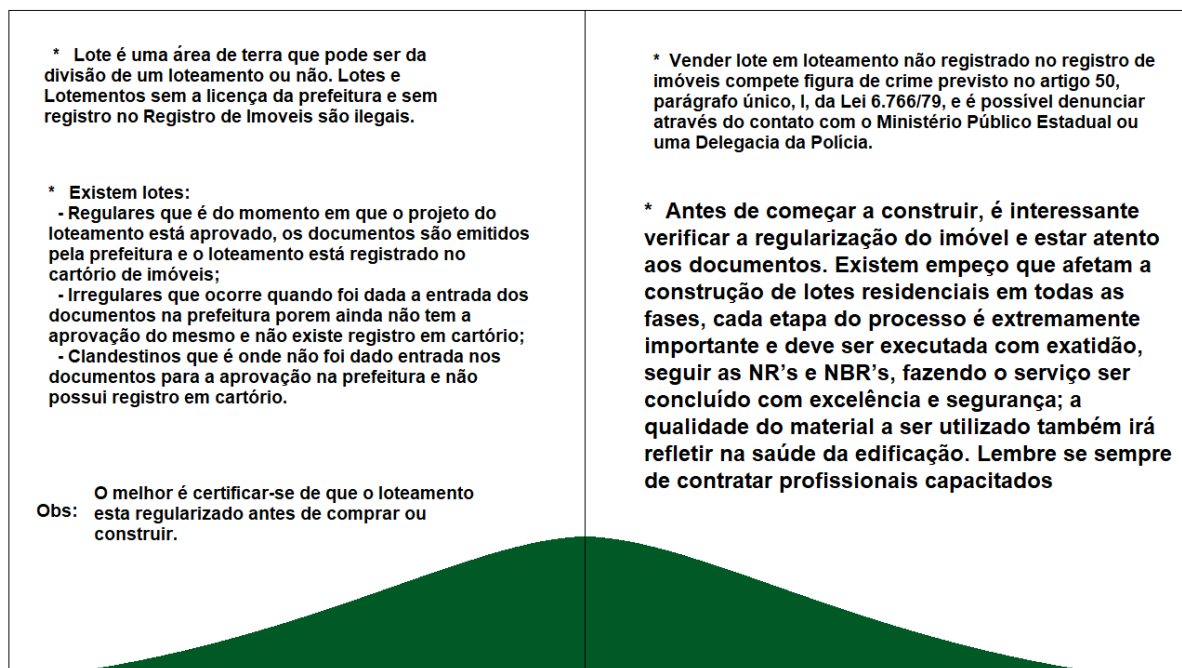 * Lote é uma área de terra que pode ser da
divisão de um loteamento ou não. Lotes e
Lotementos sem a licença da prefeitura e sem
registro no Registro de Imoveis são ilegais.
* Existem lotes:
- Regulares que é do momento em que o projeto do
loteamento está aprovado, os documentos são emitidos
pela prefeitura e o loteamento está registrado no
cartório de imóveis;
- Irregulares que ocorre quando foi dada a entrada dos
documentos na prefeitura porem ainda não tem a
aprovação do mesmo e não existe registro em cartório;
- Clandestinos que é onde não foi dado entrada nos
documentos para a aprovação na prefeitura e não
possui registro em cartório.
Obs: O melhor é certificar-se de que o loteamento
esta regularizado antes de comprar ou
construir.
* Vender lote em loteamento não registrado no registro de
imóveis compete figura de crime previsto no artigo 50,
parágrafo único, I, da Lei 6.766/79, e é possível denunciar
através do contato com o Ministério Público Estadual ou
uma Delegacia da Polícia.
* Antes de começar a construir, é interessante
verificar a regularização do imóvel e estar atento
aos documentos. Existem empeço que afetam a
construção de lotes residenciais em todas as
fases, cada etapa do processo é extremamente
importante e deve ser executada com exatidão,
seguir as NR's e NBR's, fazendo o serviço ser
concluído com excelência e segurança; a
qualidade do material a ser utilizado também irá
refletir na saúde da edificação. Lembre se sempre
de contratar profissionais capacitados